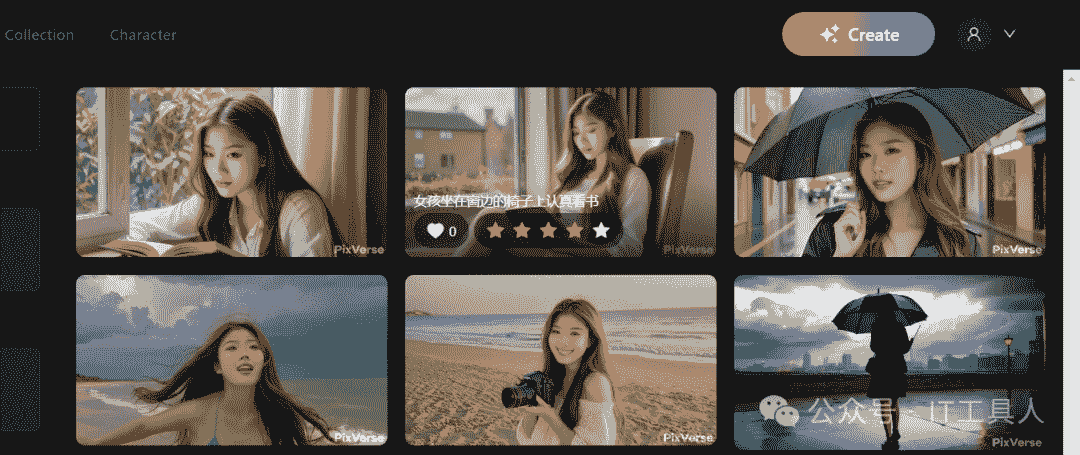 Collection
Character
Create
PixVerse
女孩坐在窗边的椅子上认真看书
0
PixVerse
PixVerse
PixVerse
PixVerse
公众号 · IT工具人
PixVerse